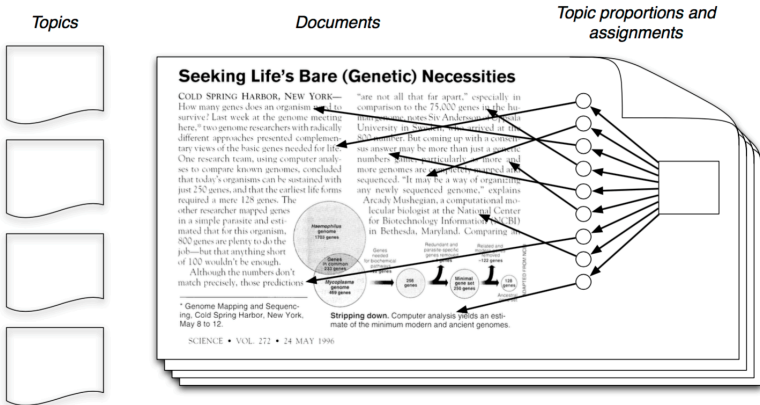 Topics
Documents
Topic proportions and
assignments
Seeking Life's Bare (Genetic) Necessities
COLD SPRING HARBOR, NEW YORK—
How many genes does an organism need to
survive? Last week at the genome meeting
here,* two genome researchers with radically
different approaches presented complemen-
tary views of the basic genes needed for life.
One research team, using computer analy-
ses to compare known genomes, concluded
that today's organisms can be sustained with
just 250 genes, and that the earliest life forms
required a mere 128 genes. The
other researcher mapped genes
in a simple parasite and esti-
mated that for this organism,
800 genes are plenty to do the
job—but that anything short
of 100 wouldn't be enough.
Although the numbers don't
match precisely, those predictions
* Genome Mapping and Sequenc-
ing, Cold Spring Harbor, New York,
May 8 to 12.
"are not all that far apart," especially in
comparison to the 75,000 genes in the hu-
man genome, notes Siv Andersson of Uppsala
University in Sweden, who arrived at the
800 number. But coming up with a consen-
sus answer may be more than just a genetic
numbers game, particularly as more and
more genomes are completely mapped and
sequenced. "It may be a way of organizing
any newly sequenced genome," explains
Arcady Mushegian, a computational mo-
lecular biologist at the National Center
for Biotechnology Information (NCBI)
in Bethesda, Maryland. Comparing an
Haemophilus
genome
1703 genes
Genes
in common
233 genes
Mycoplasma
genome
469 genes
Genes
needed
for biochemical
pathways
Redundant and
parasite-specific
genes removed
Related and
modern genes
removed
genes
Minimal
gene set
250 genes
128
genes
Ancestral
ADAPTED FROM NCBI
Stripping down. Computer analysis yields an esti-
mate of the minimum modern and ancient genomes.
SCIENCE • VOL. 272 • 24 MAY 1996